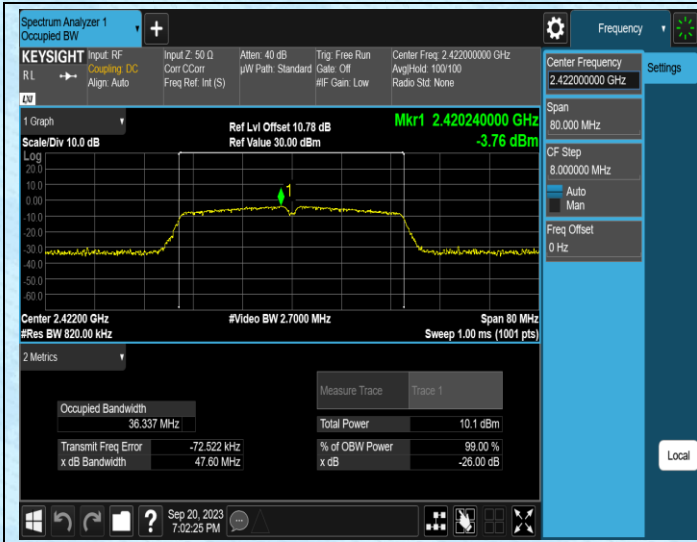 Spectrum Analyzer 1
Occupied BW
Frequency
KEYSIGHT
RL
LXI
Input: RF
Coupling: DC
Align: Auto
Input Z: 50 Ω
Corr CCorr
Freq Ref: Int (S)
Atten: 40 dB
µW Path: Standard
Trig: Free Run
Gate: Off
#IF Gain: Low
Center Freq: 2.422000000 GHz
Avg|Hold: 100/100
Radio Std: None
Center Frequency
2.422000000 GHz
Settings
Span
80.000 MHz
CF Step
8.000000 MHz
Auto
Man
Freq Offset
0 Hz
1 Graph
Scale/Div 10.0 dB
Ref Lvl Offset 10.78 dB
Ref Value 30.00 dBm
Mkr1 2.420240000 GHz
-3.76 dBm
Log
20.0
10.0
0.00
-10.0
-20.0
-30.0
-40.0
-50.0
-60.0
1
Center 2.42200 GHz
#Video BW 2.7000 MHz
Span 80 MHz
#Res BW 820.00 kHz
Sweep 1.00 ms (1001 pts)
2 Metrics
Measure Trace
Trace 1
Occupied Bandwidth
36.337 MHz
Total Power
10.1 dBm
Transmit Freq Error
-72.522 kHz
% of OBW Power
99.00 %
x dB Bandwidth
47.60 MHz
x dB
-26.00 dB
Local
?
Sep 20, 2023
7:02:25 PM